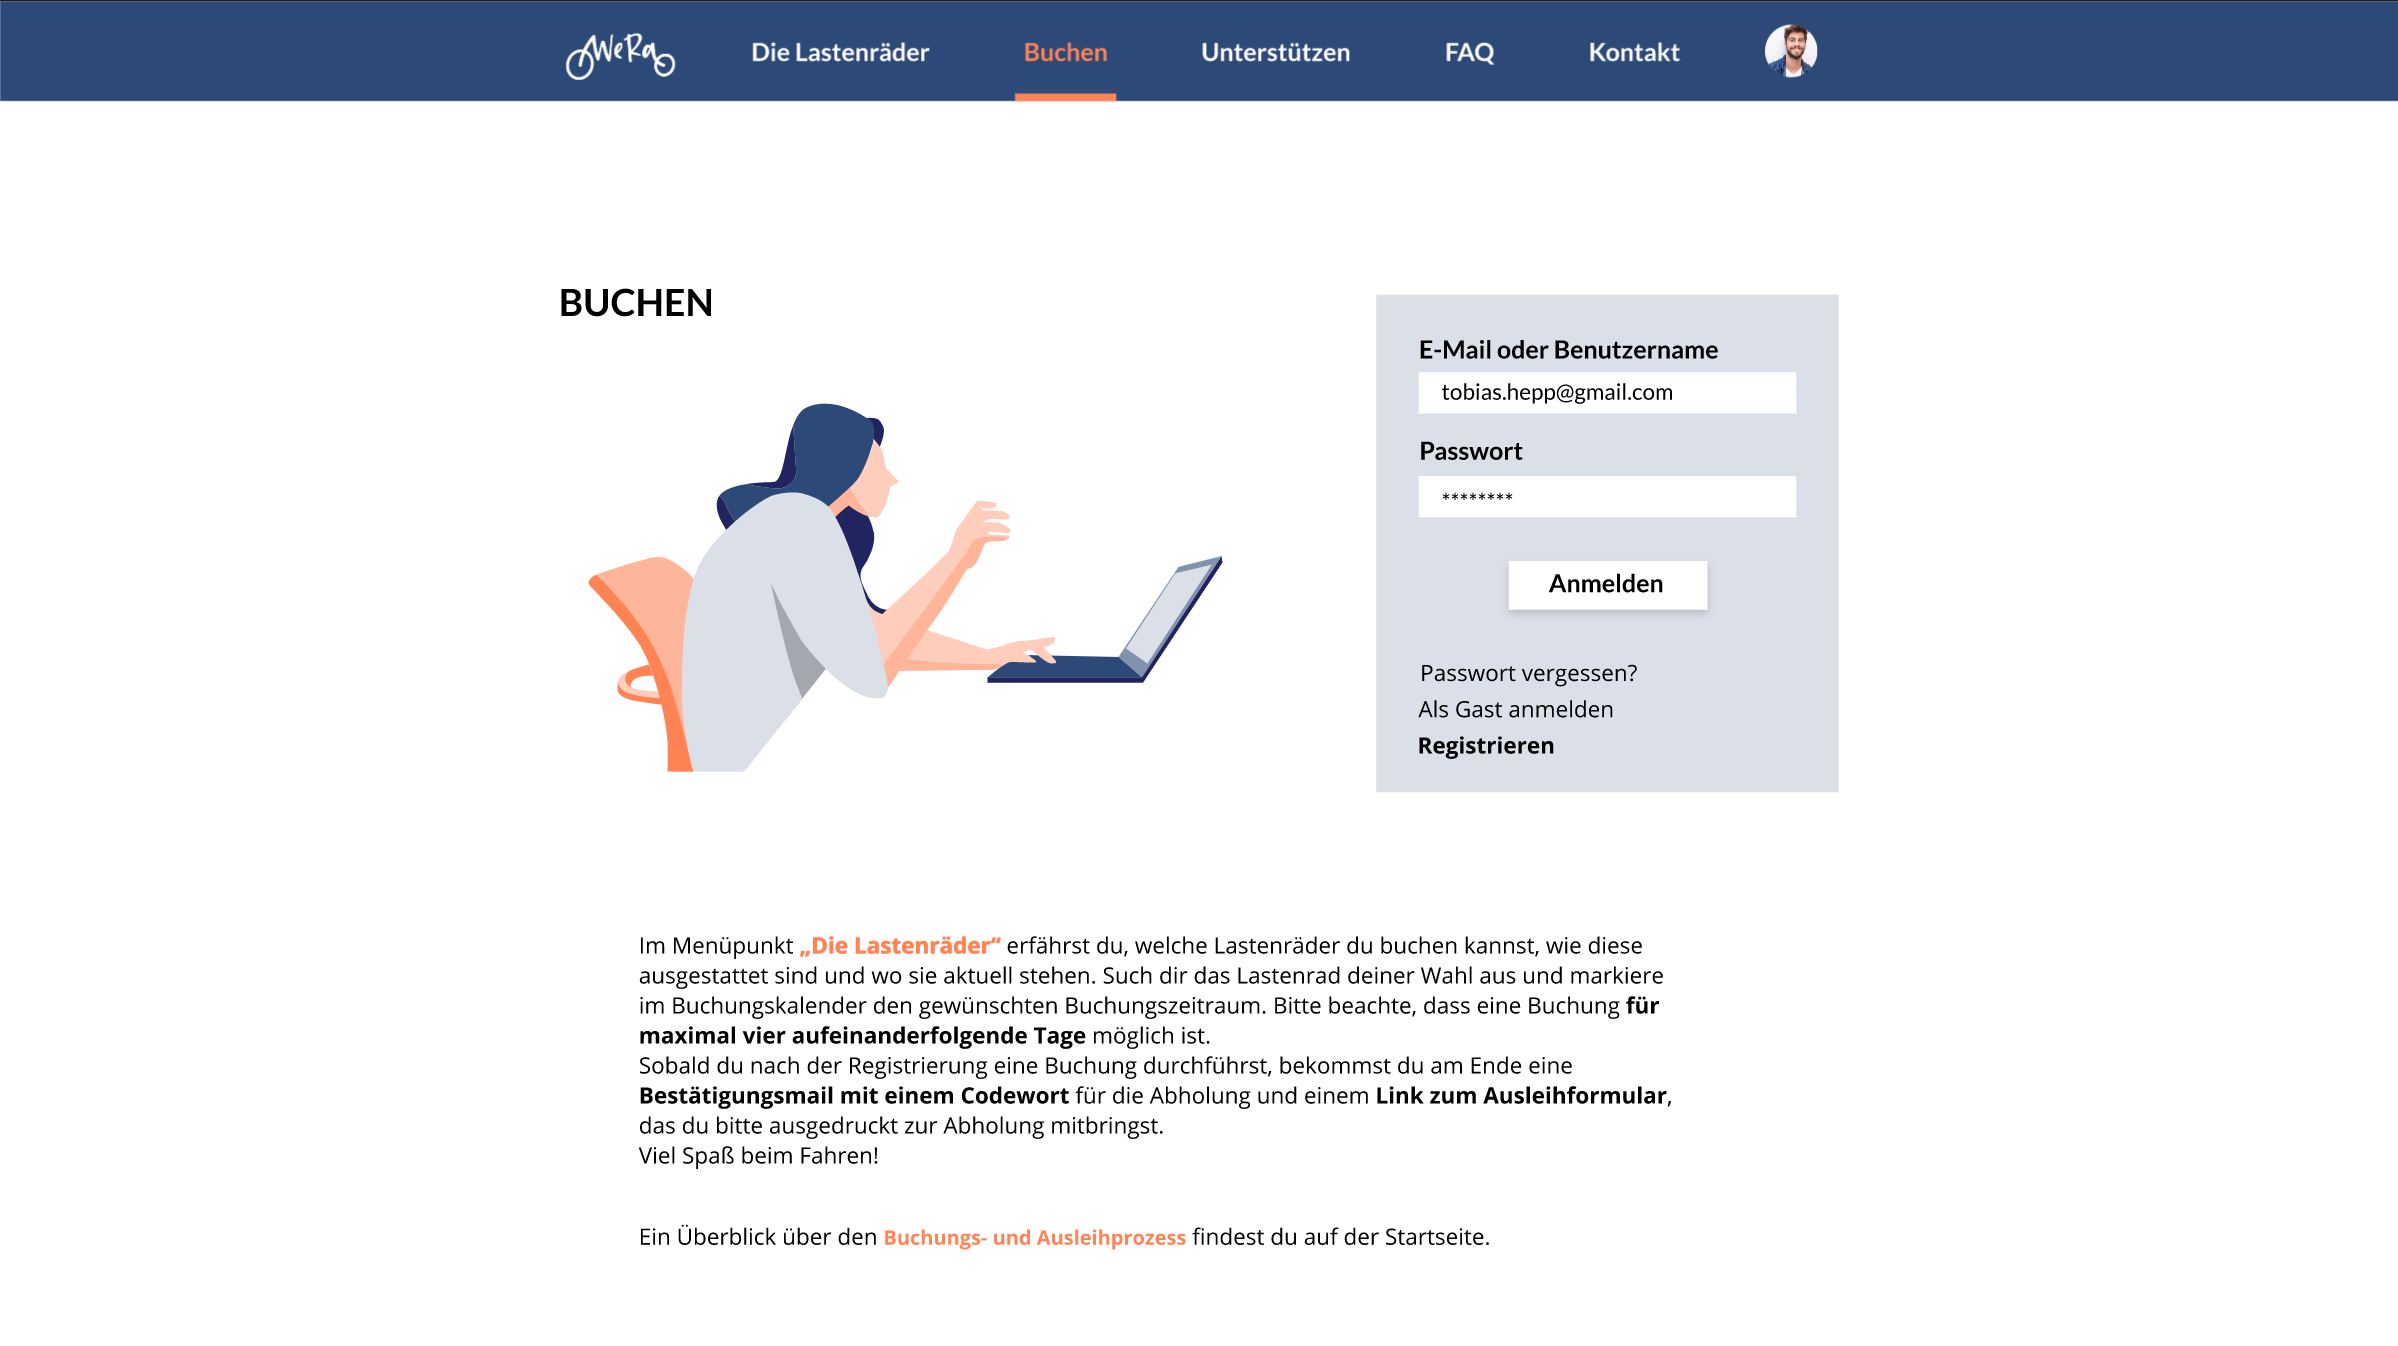 WeRa
Die Lastenräder
Buchen
Unterstützen
FAQ
Kontakt
BUCHEN
E-Mail oder Benutzername
tobias.hepp@gmail.com
Passwort
********
Anmelden
Passwort vergessen?
Als Gast anmelden
Registrieren
Im Menüpunkt „Die Lastenräder“ erfährst du, welche Lastenräder du buchen kannst, wie diese
ausgestattet sind und wo sie aktuell stehen. Such dir das Lastenrad deiner Wahl aus und markiere
im Buchungskalender den gewünschten Buchungszeitraum. Bitte beachte, dass eine Buchung für
maximal vier aufeinanderfolgende Tage möglich ist.
Sobald du nach der Registrierung eine Buchung durchführst, bekommst du am Ende eine
Bestätigungsmail mit einem Codewort für die Abholung und einem Link zum Ausleihformular,
das du bitte ausgedruckt zur Abholung mitbringst.
Viel Spaß beim Fahren!
Ein Überblick über den Buchungs- und Ausleihprozess findest du auf der Startseite.